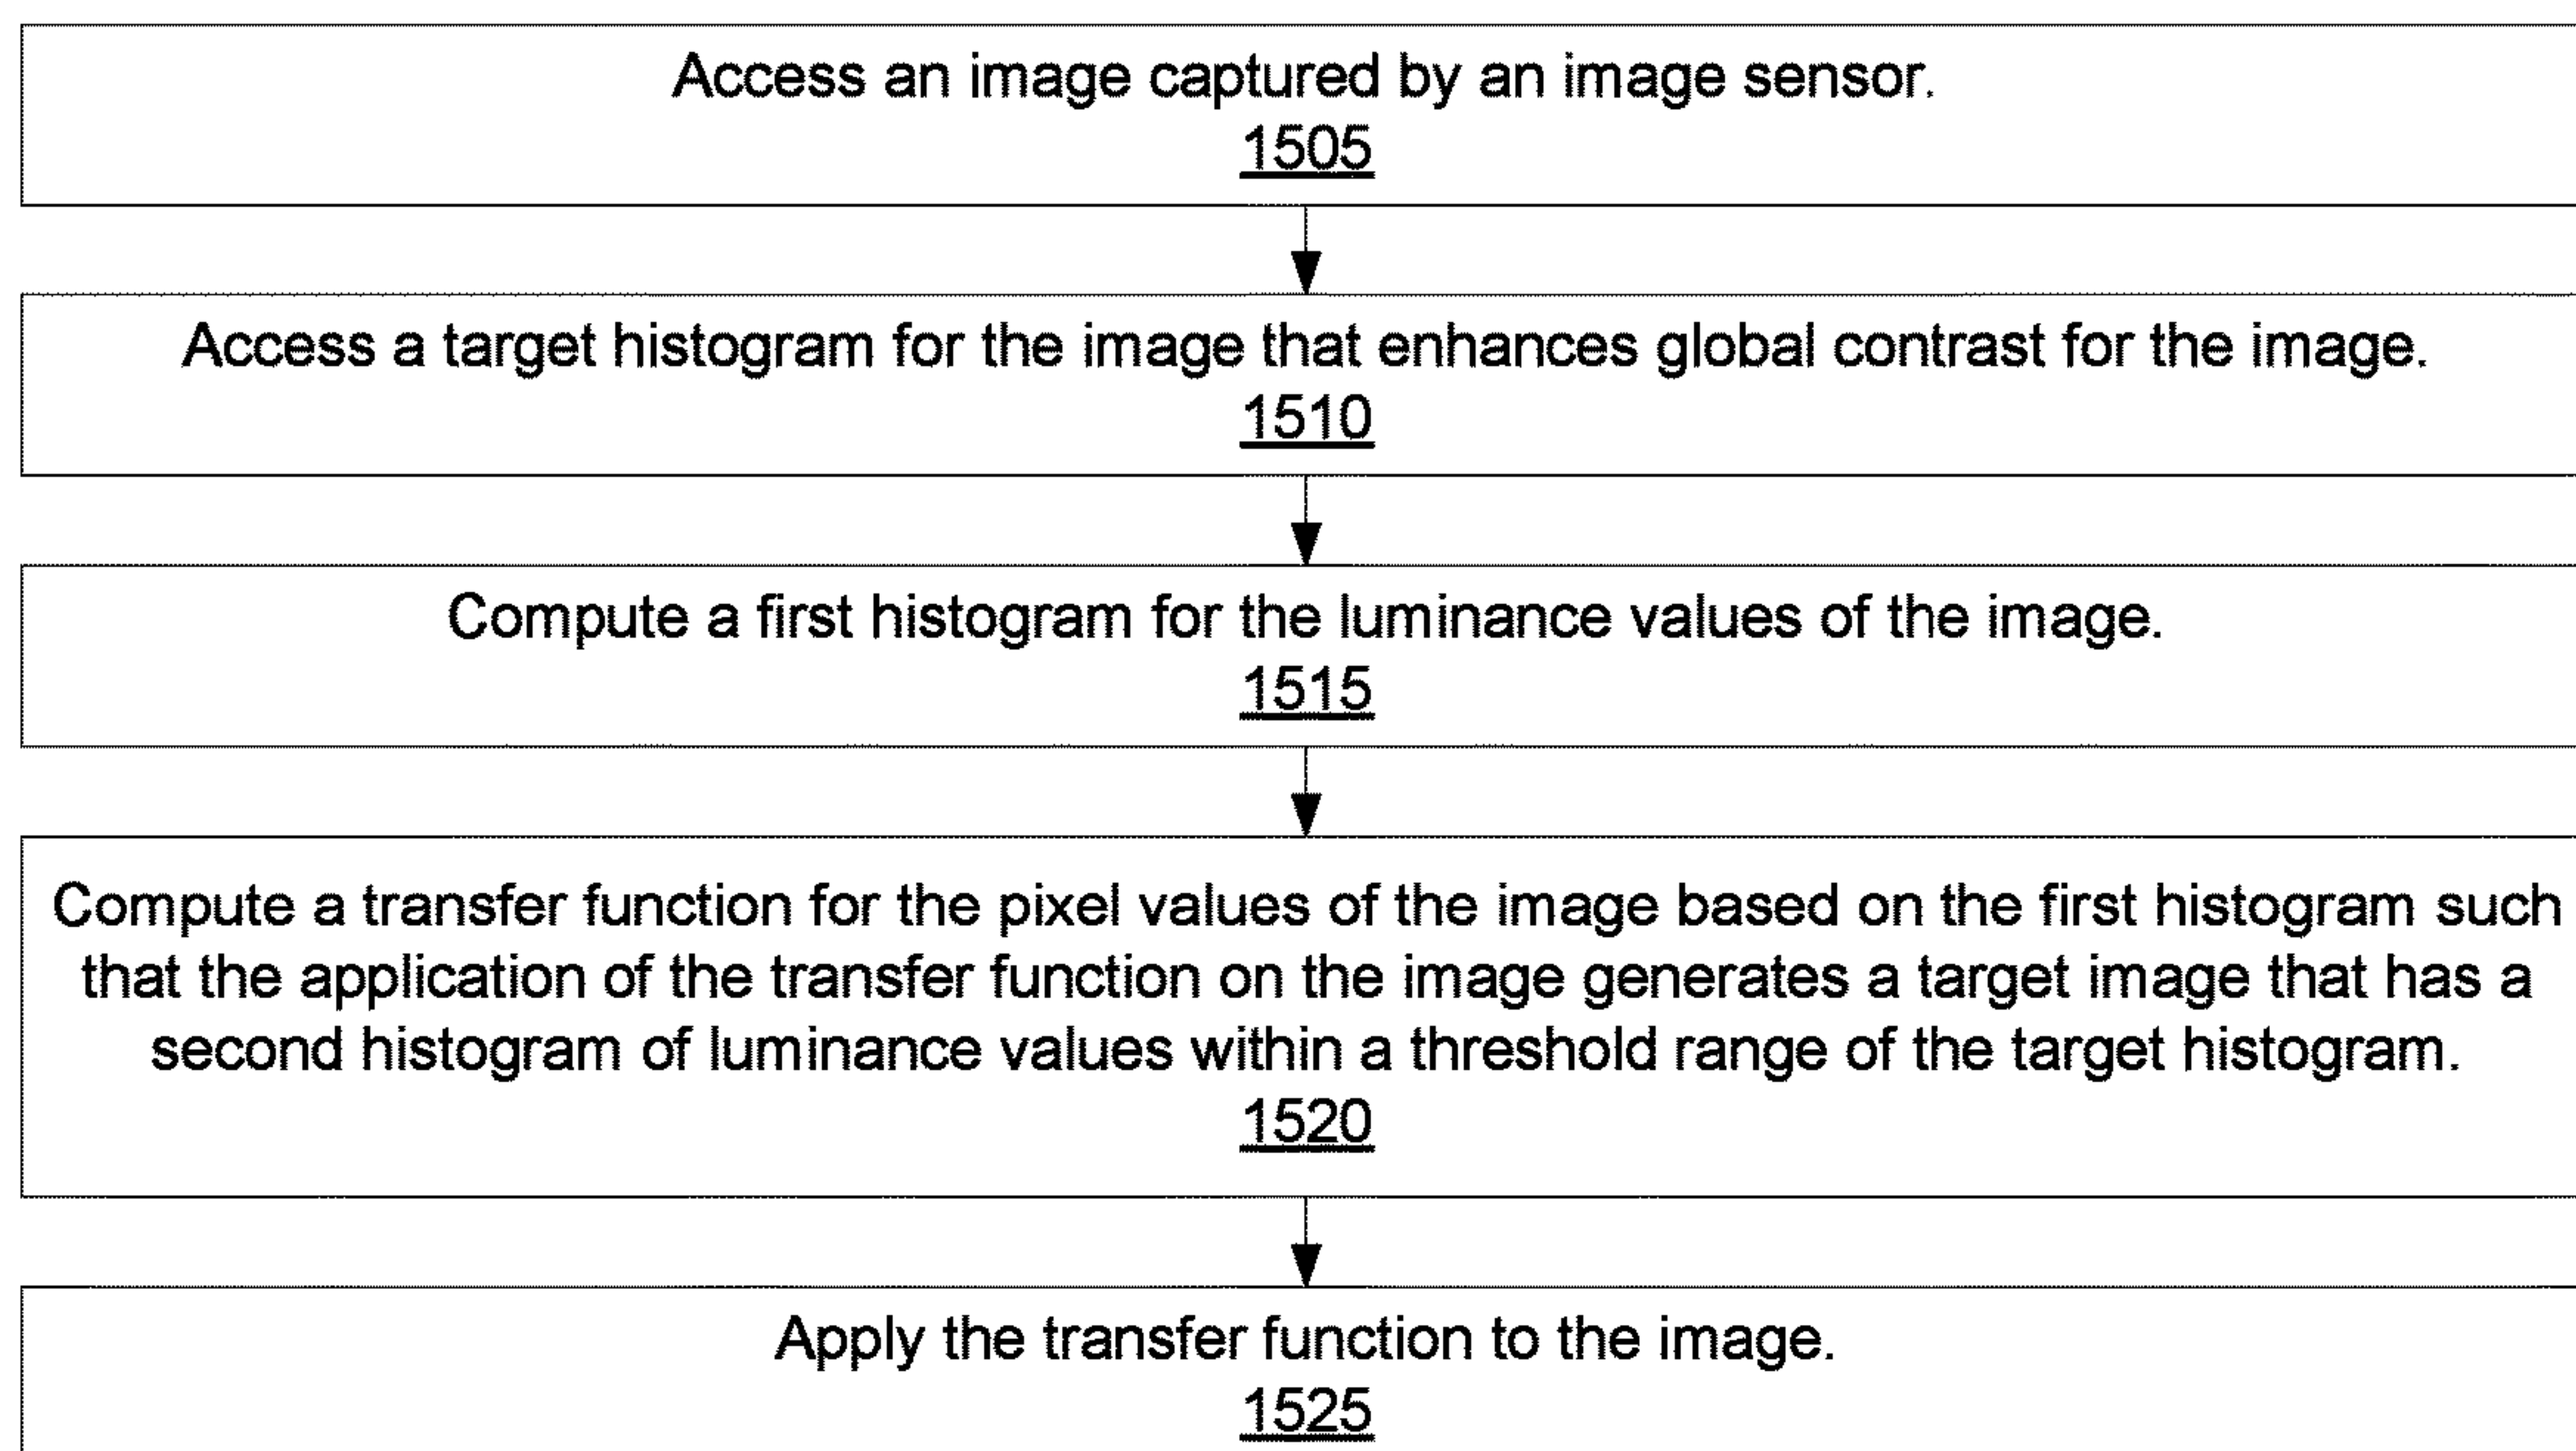 Access an image captured by an image sensor.
1505
Access a target histogram for the image that enhances global contrast for the image.
1510
Compute a first histogram for the luminance values of the image.
1515
Compute a transfer function for the pixel values of the image based on the first histogram such
that the application of the transfer function on the image generates a target image that has a
second histogram of luminance values within a threshold range of the target histogram.
1520
Apply the transfer function to the image.
1525